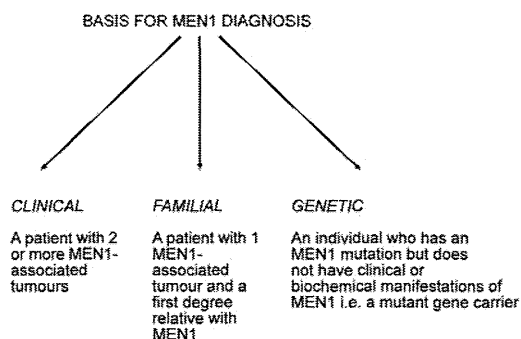 BASIS FOR MEN1 DIAGNOSIS
CLINICAL
A patient with 2
or more MEN1-
associated
tumours
FAMILIAL
A patient with 1
MEN1-
associated
tumour and a
first degree
relative with
MEN1
GENETIC
An individual who has an
MEN1 mutation but does
not have clinical or
biochemical manifestations of
MEN1 i.e. a mutant gene carrier